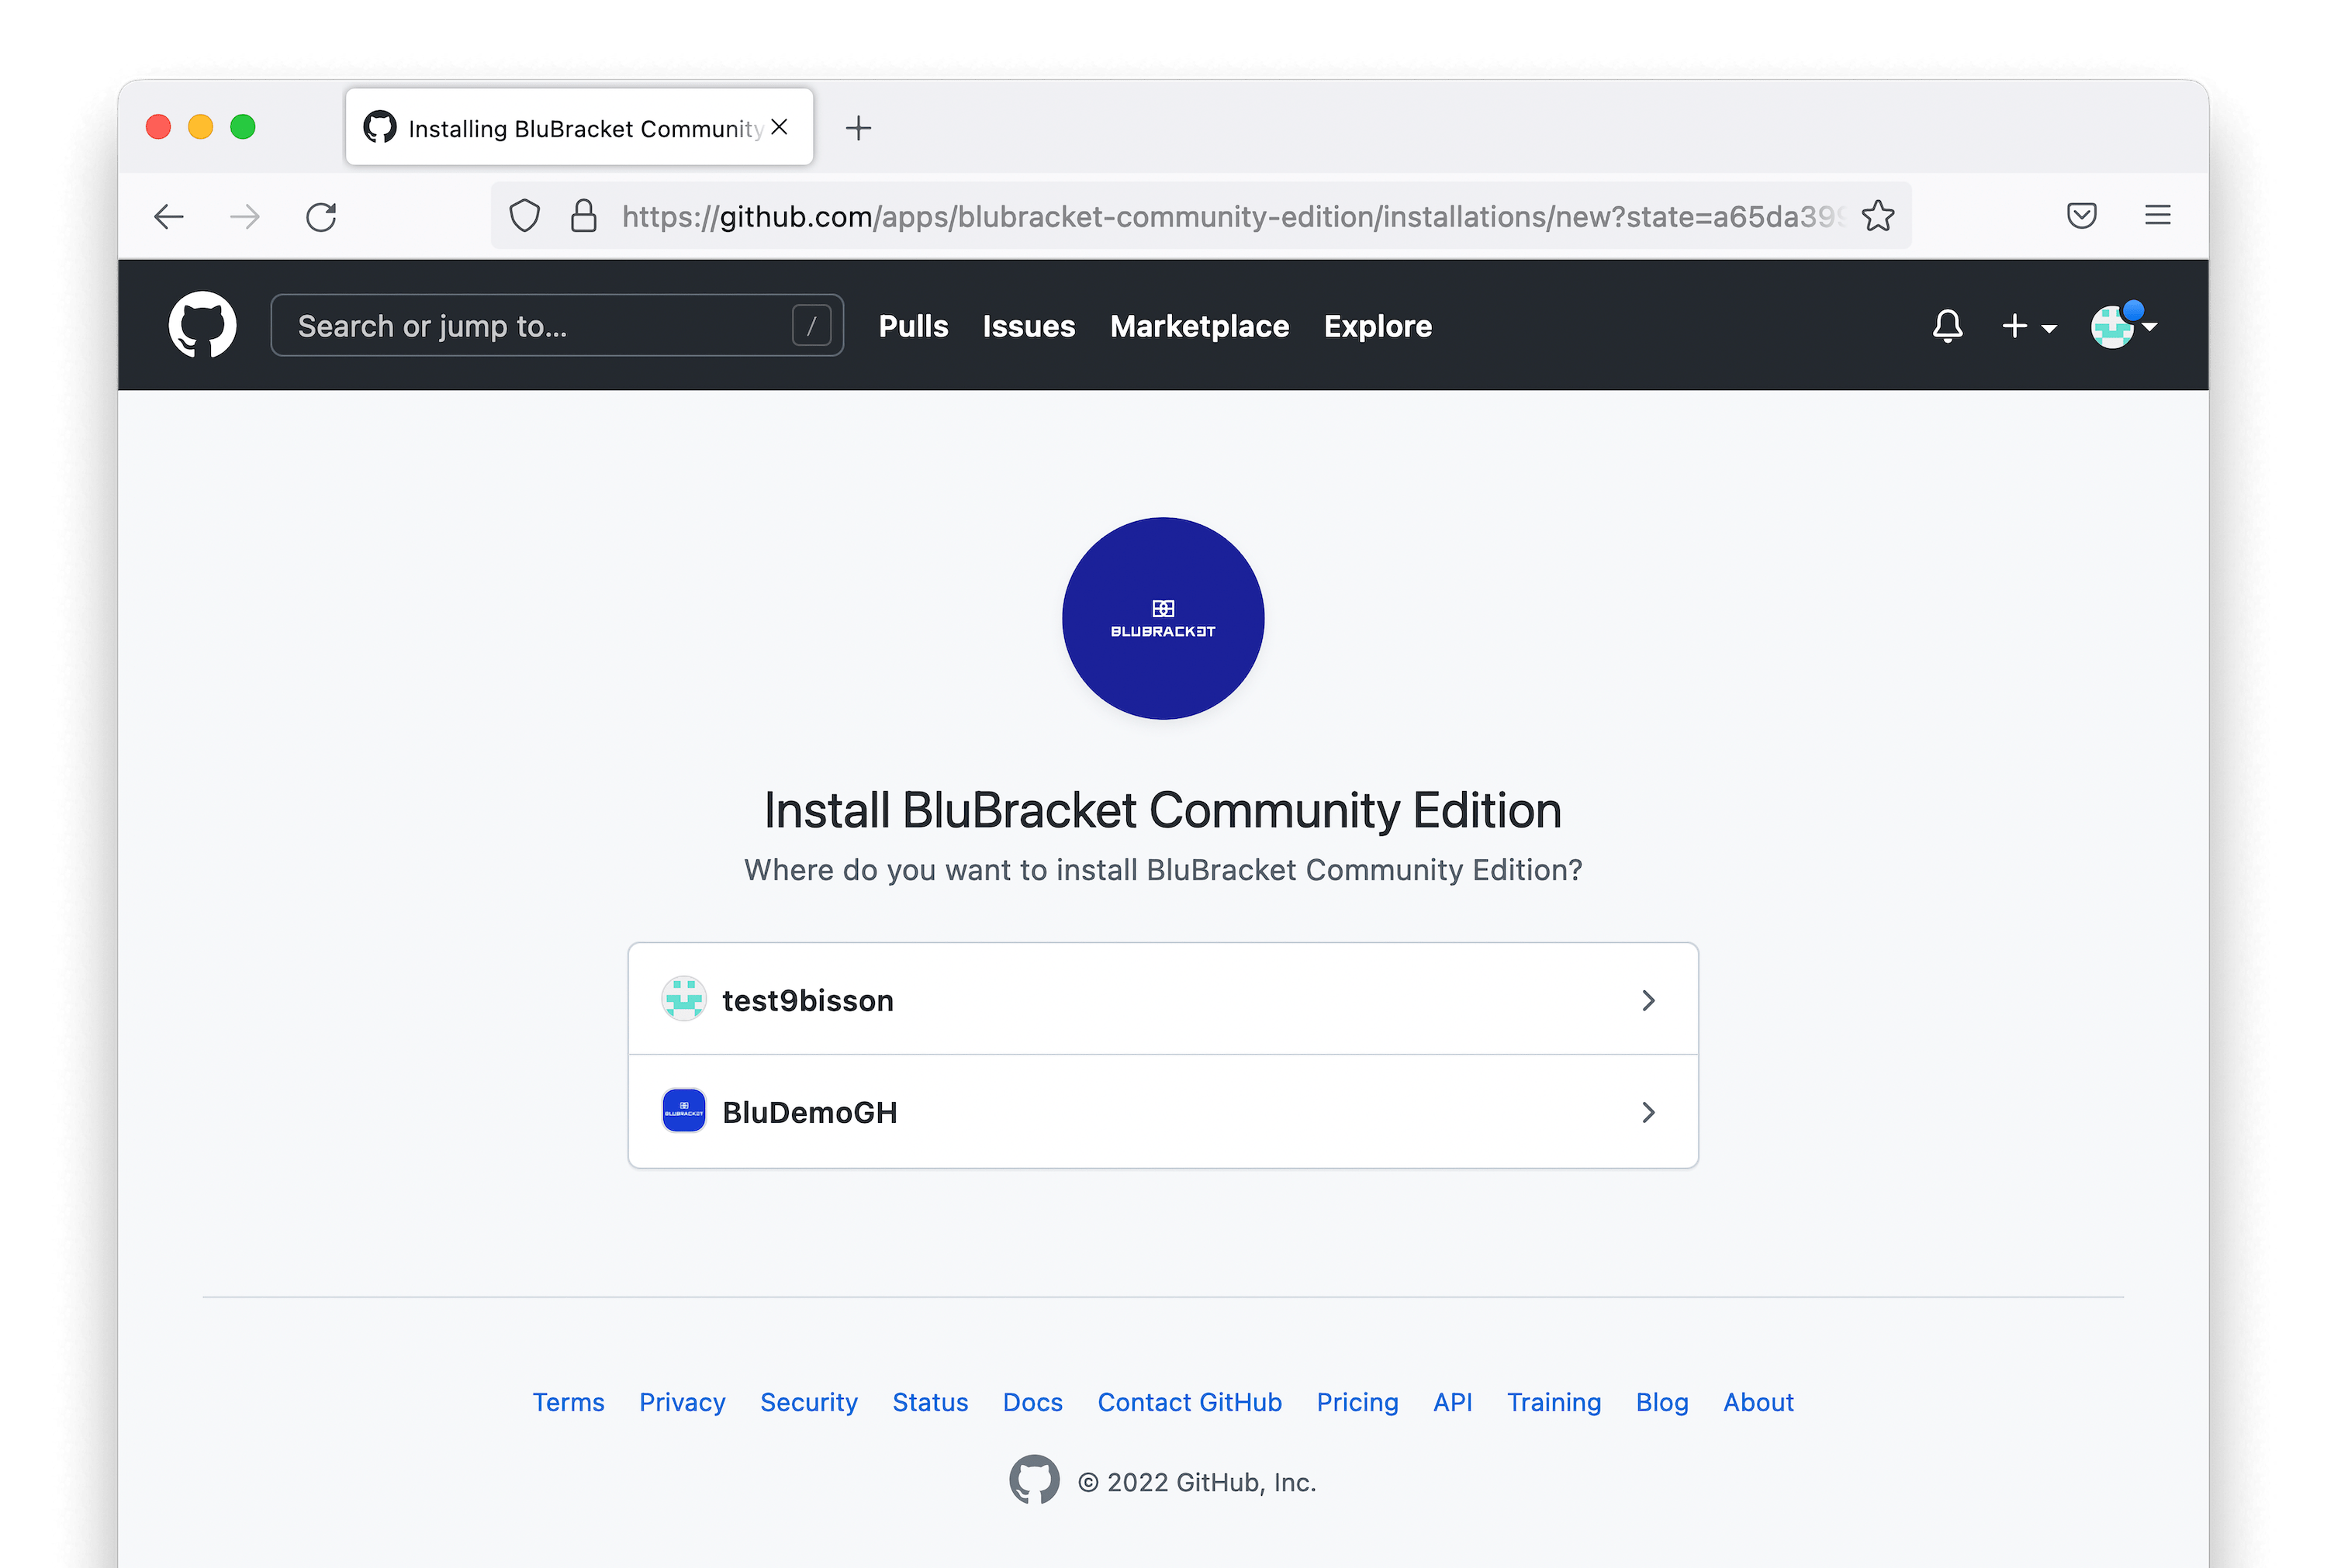 Installing BluBracket Community
https://github.com/apps/blubracket-community-edition/installations/new?state=a65da399
Search or jump to... /
Pulls Issues Marketplace Explore
BLUBRACKET
Install BluBracket Community Edition
Where do you want to install BluBracket Community Edition?
test9bisson
BLUBRACKET
BluDemoGH
Terms Privacy Security Status Docs Contact GitHub Pricing API Training Blog About
© 2022 GitHub, Inc.